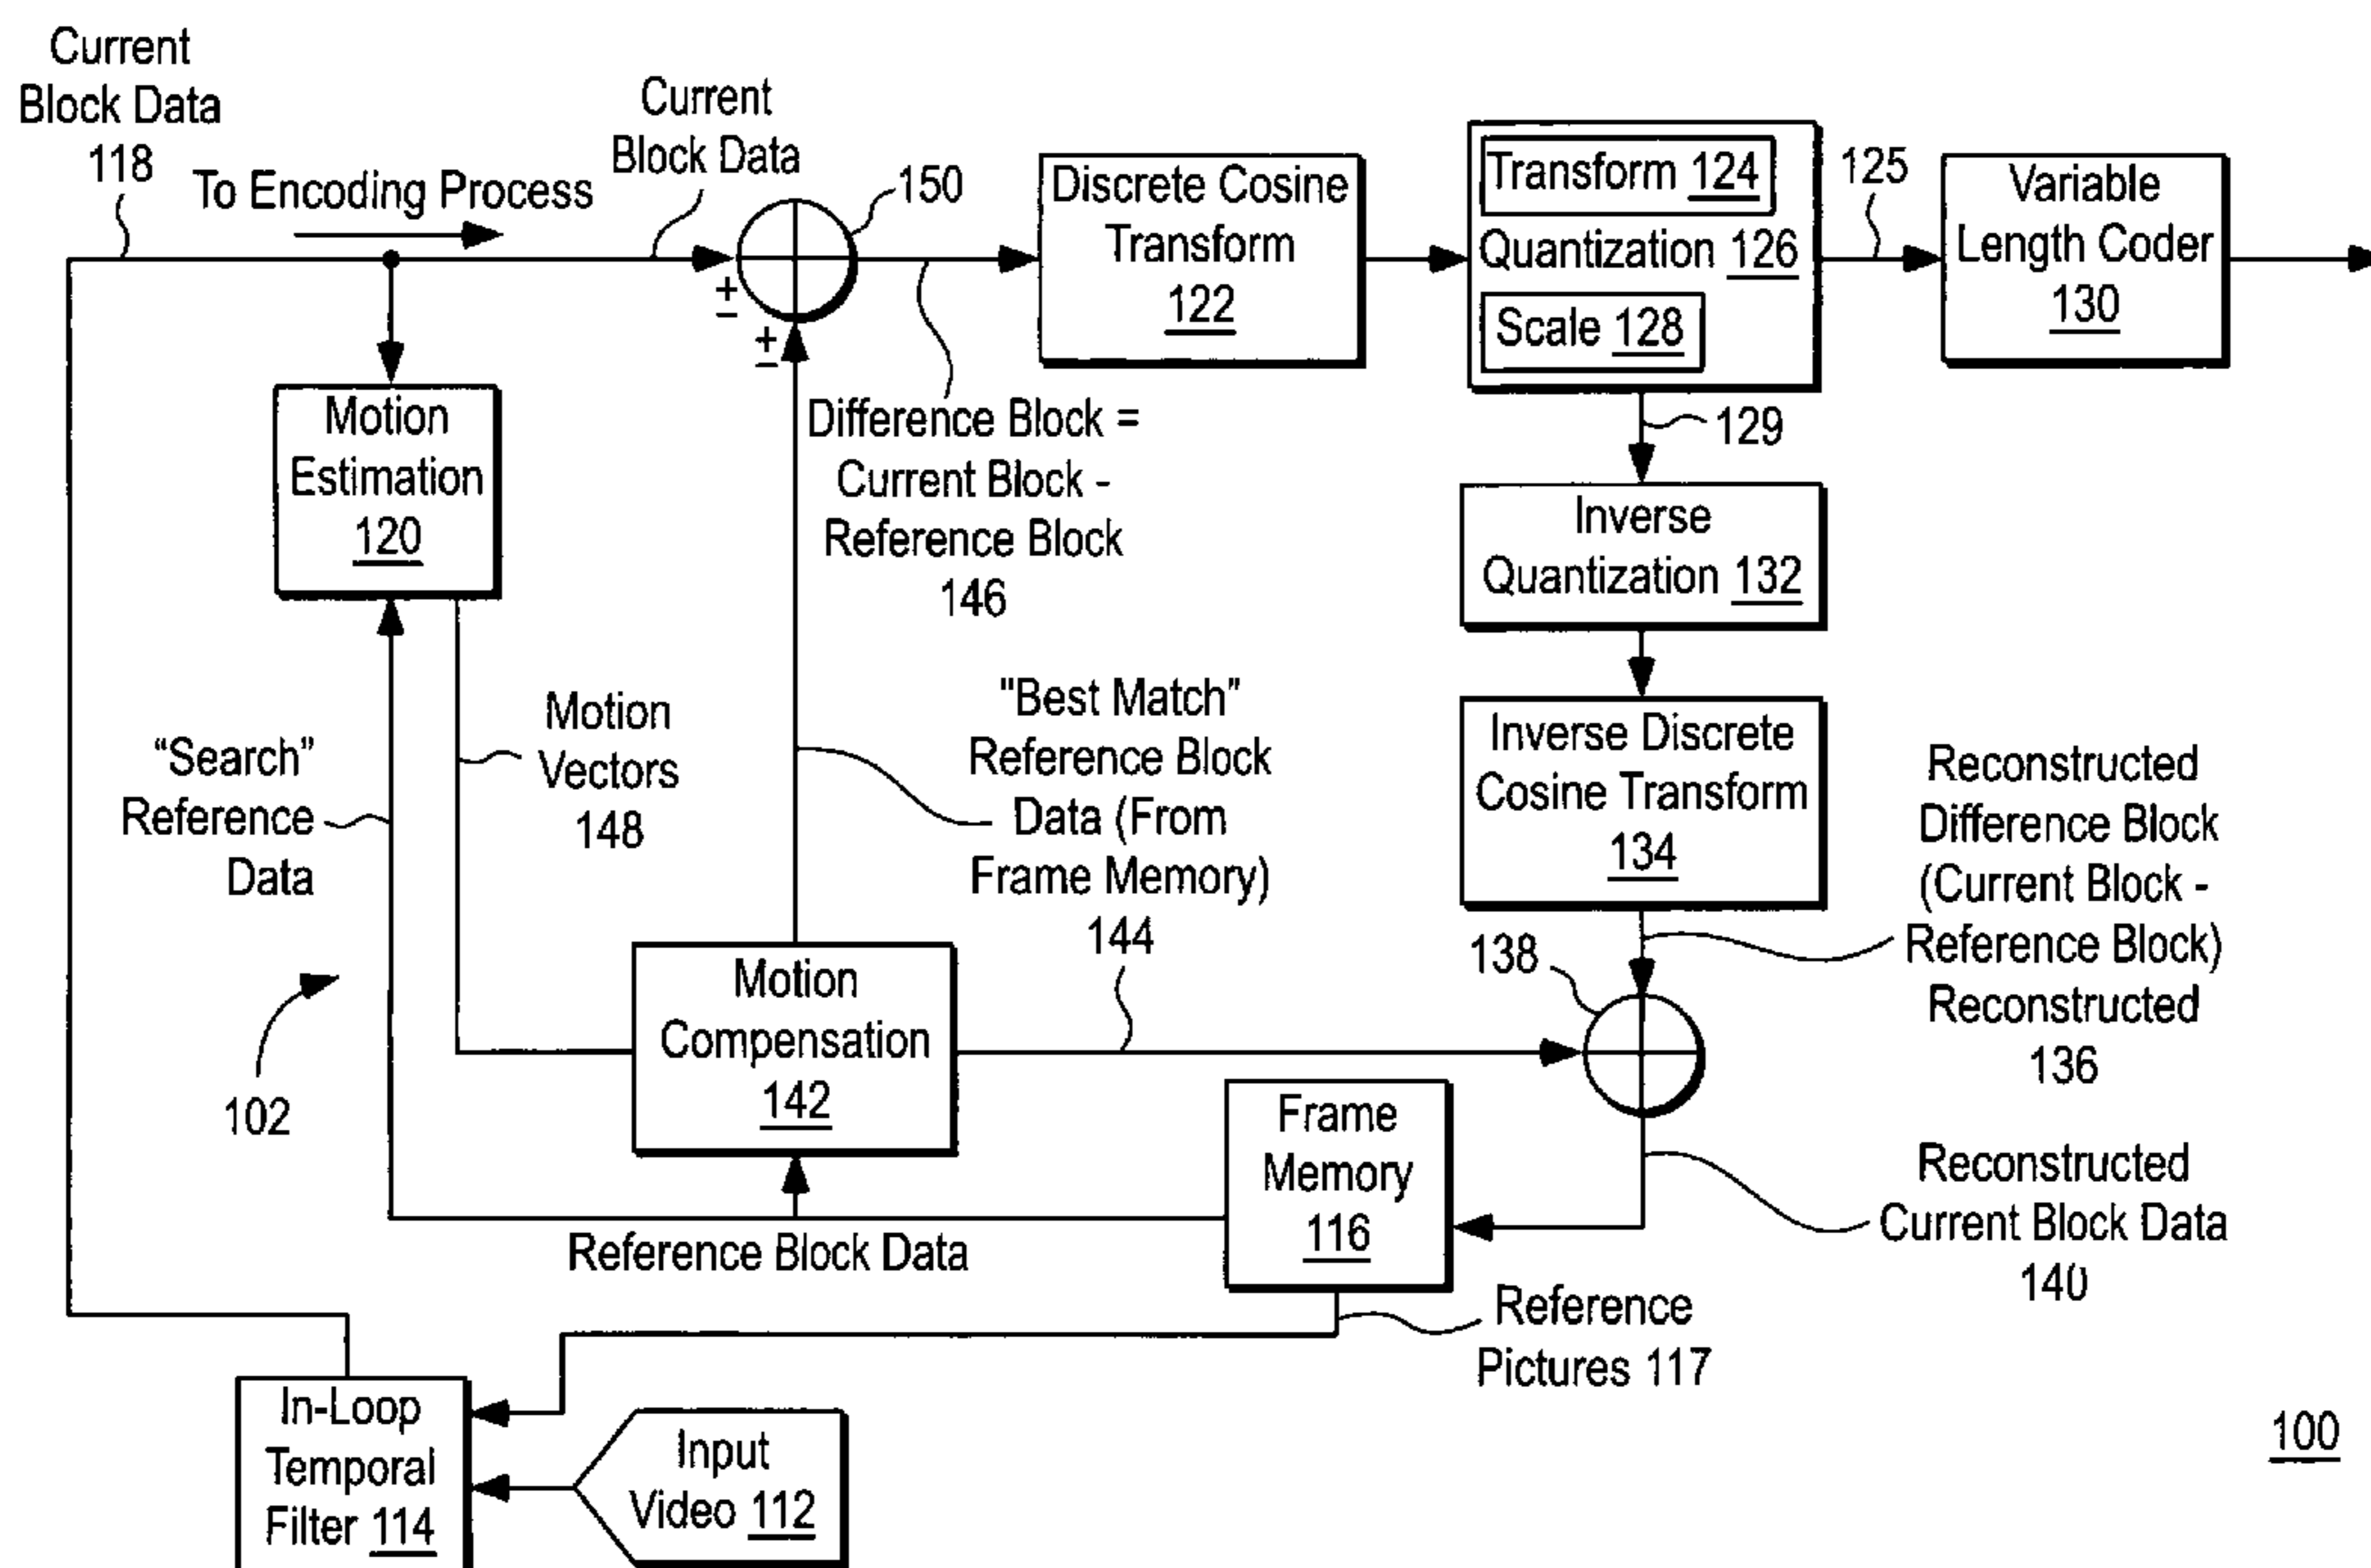 Current
Block Data
118
To Encoding Process
Current
Block Data
150
+
−
+
−
Discrete Cosine
Transform
122
Transform 124
Quantization 126
Scale 128
125
Variable
Length Coder
130
Motion
Estimation
120
Difference Block =
Current Block -
Reference Block
146
129
Inverse
Quantization 132
Inverse Discrete
Cosine Transform
134
"Search"
Reference
Data
Motion
Vectors
148
"Best Match"
Reference Block
Data (From
Frame Memory)
144
Reconstructed
Difference Block
(Current Block -
Reference Block)
Reconstructed
136
138
102
Motion
Compensation
142
Frame
Memory
116
Reconstructed
Current Block Data
140
Reference Block Data
Reference
Pictures 117
In-Loop
Temporal
Filter 114
Input
Video 112
100